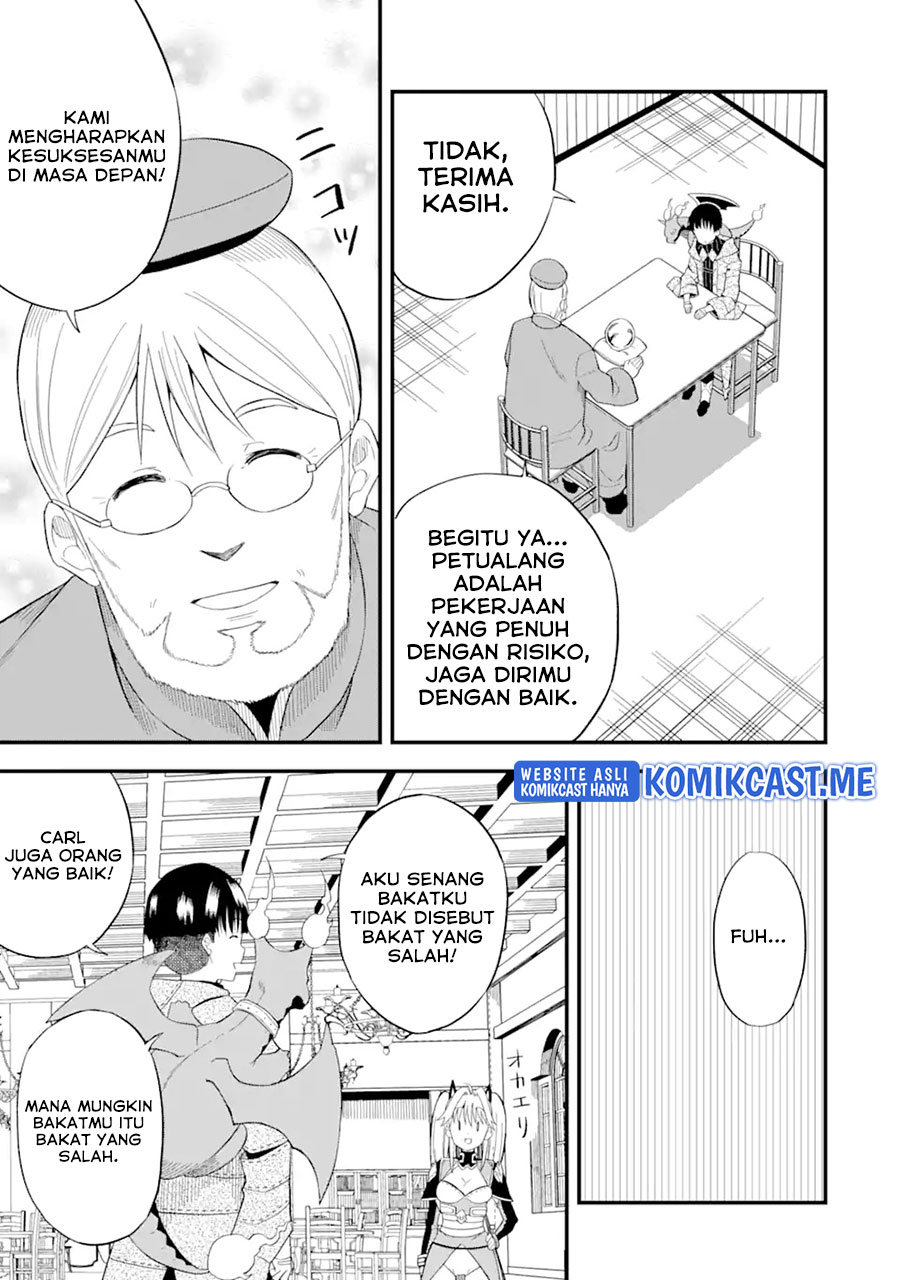 TIDAK,
TERIMA
KASIH.
BEGITU YA...
PETUALANG
ADALAH
PEKERJAAN
YANG PENUH
DENGAN RISIKO,
JAGA DIRIMU
DENGAN BAIK.
KAMI
MENGHARAPKAN
KESUKSESANMU
DI MASA DEPAN!
ニコッ
WEBSITE ASLI
KOMIKCAST HANYA
KOMIKCAST.ME
FUH...
AKU SENANG
BAKATKU
TIDAK DISEBUT
BAKAT YANG
SALAH!
オカエリ
CARL
JUGA ORANG
YANG BAIK!
MANA MUNGKIN
BAKATMU ITU
BAKAT YANG
SALAH.